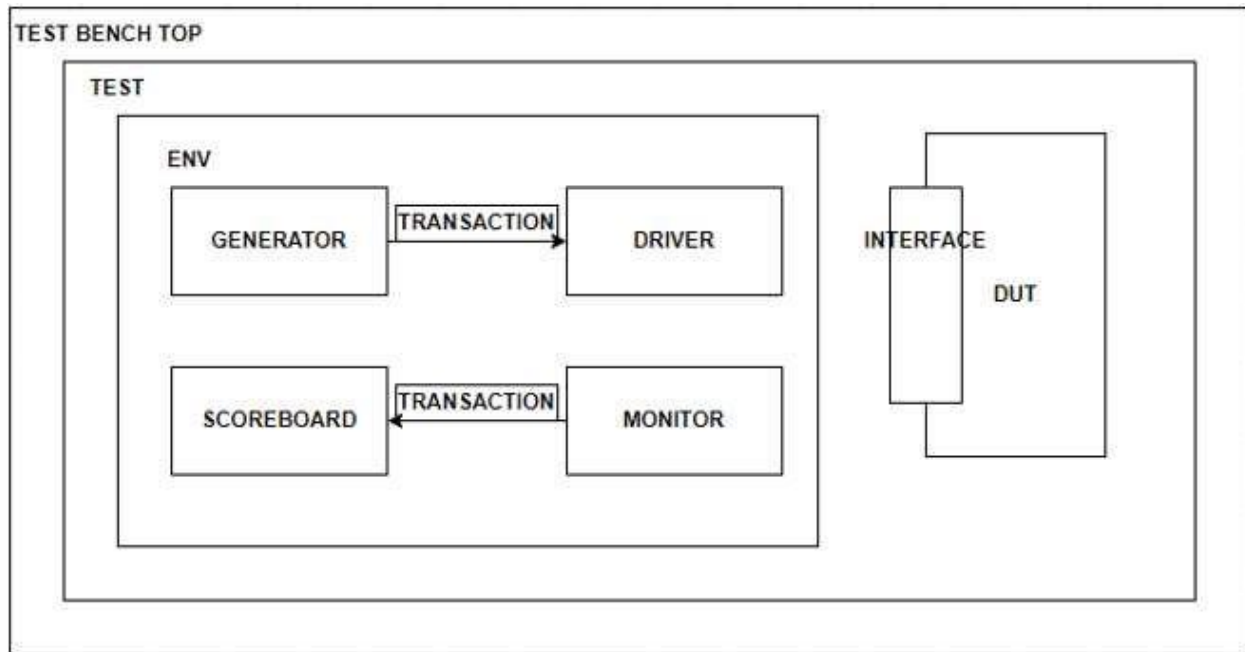 TEST BENCH TOP
TEST
ENV
GENERATOR
TRANSACTION
DRIVER
INTERFACE
DUT
SCOREBOARD
TRANSACTION
MONITOR